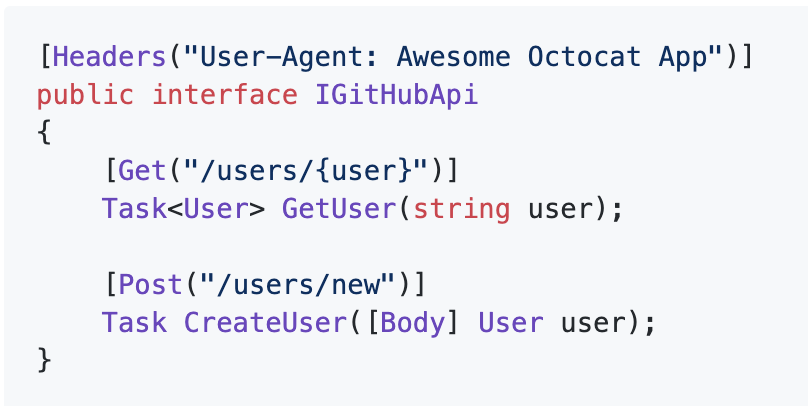 [Headers("User-Agent: Awesome Octocat App")]
public interface IGitHubApi
{
    [Get("/users/{user}")]
    Task<User> GetUser(string user);

    [Post("/users/new")]
    Task CreateUser([Body] User user);
}